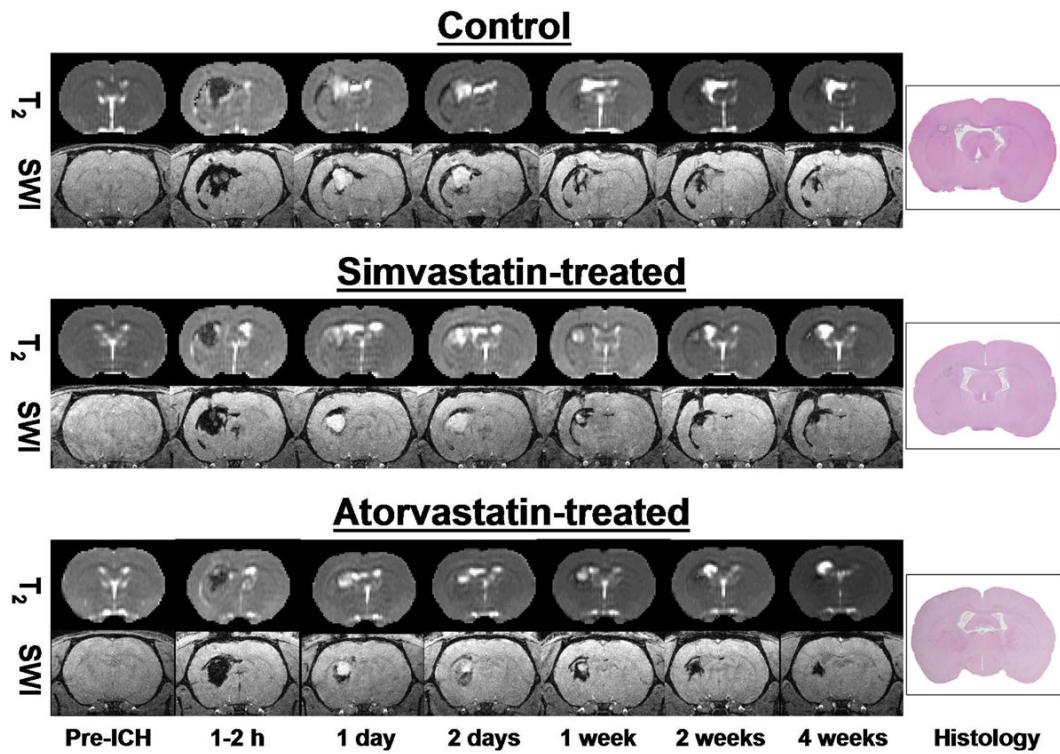 Control
T2
SWI
Simvastatin-treated
T2
SWI
Atorvastatin-treated
T2
SWI
Pre-ICH 1-2 h 1 day 2 days 1 week 2 weeks 4 weeks Histology